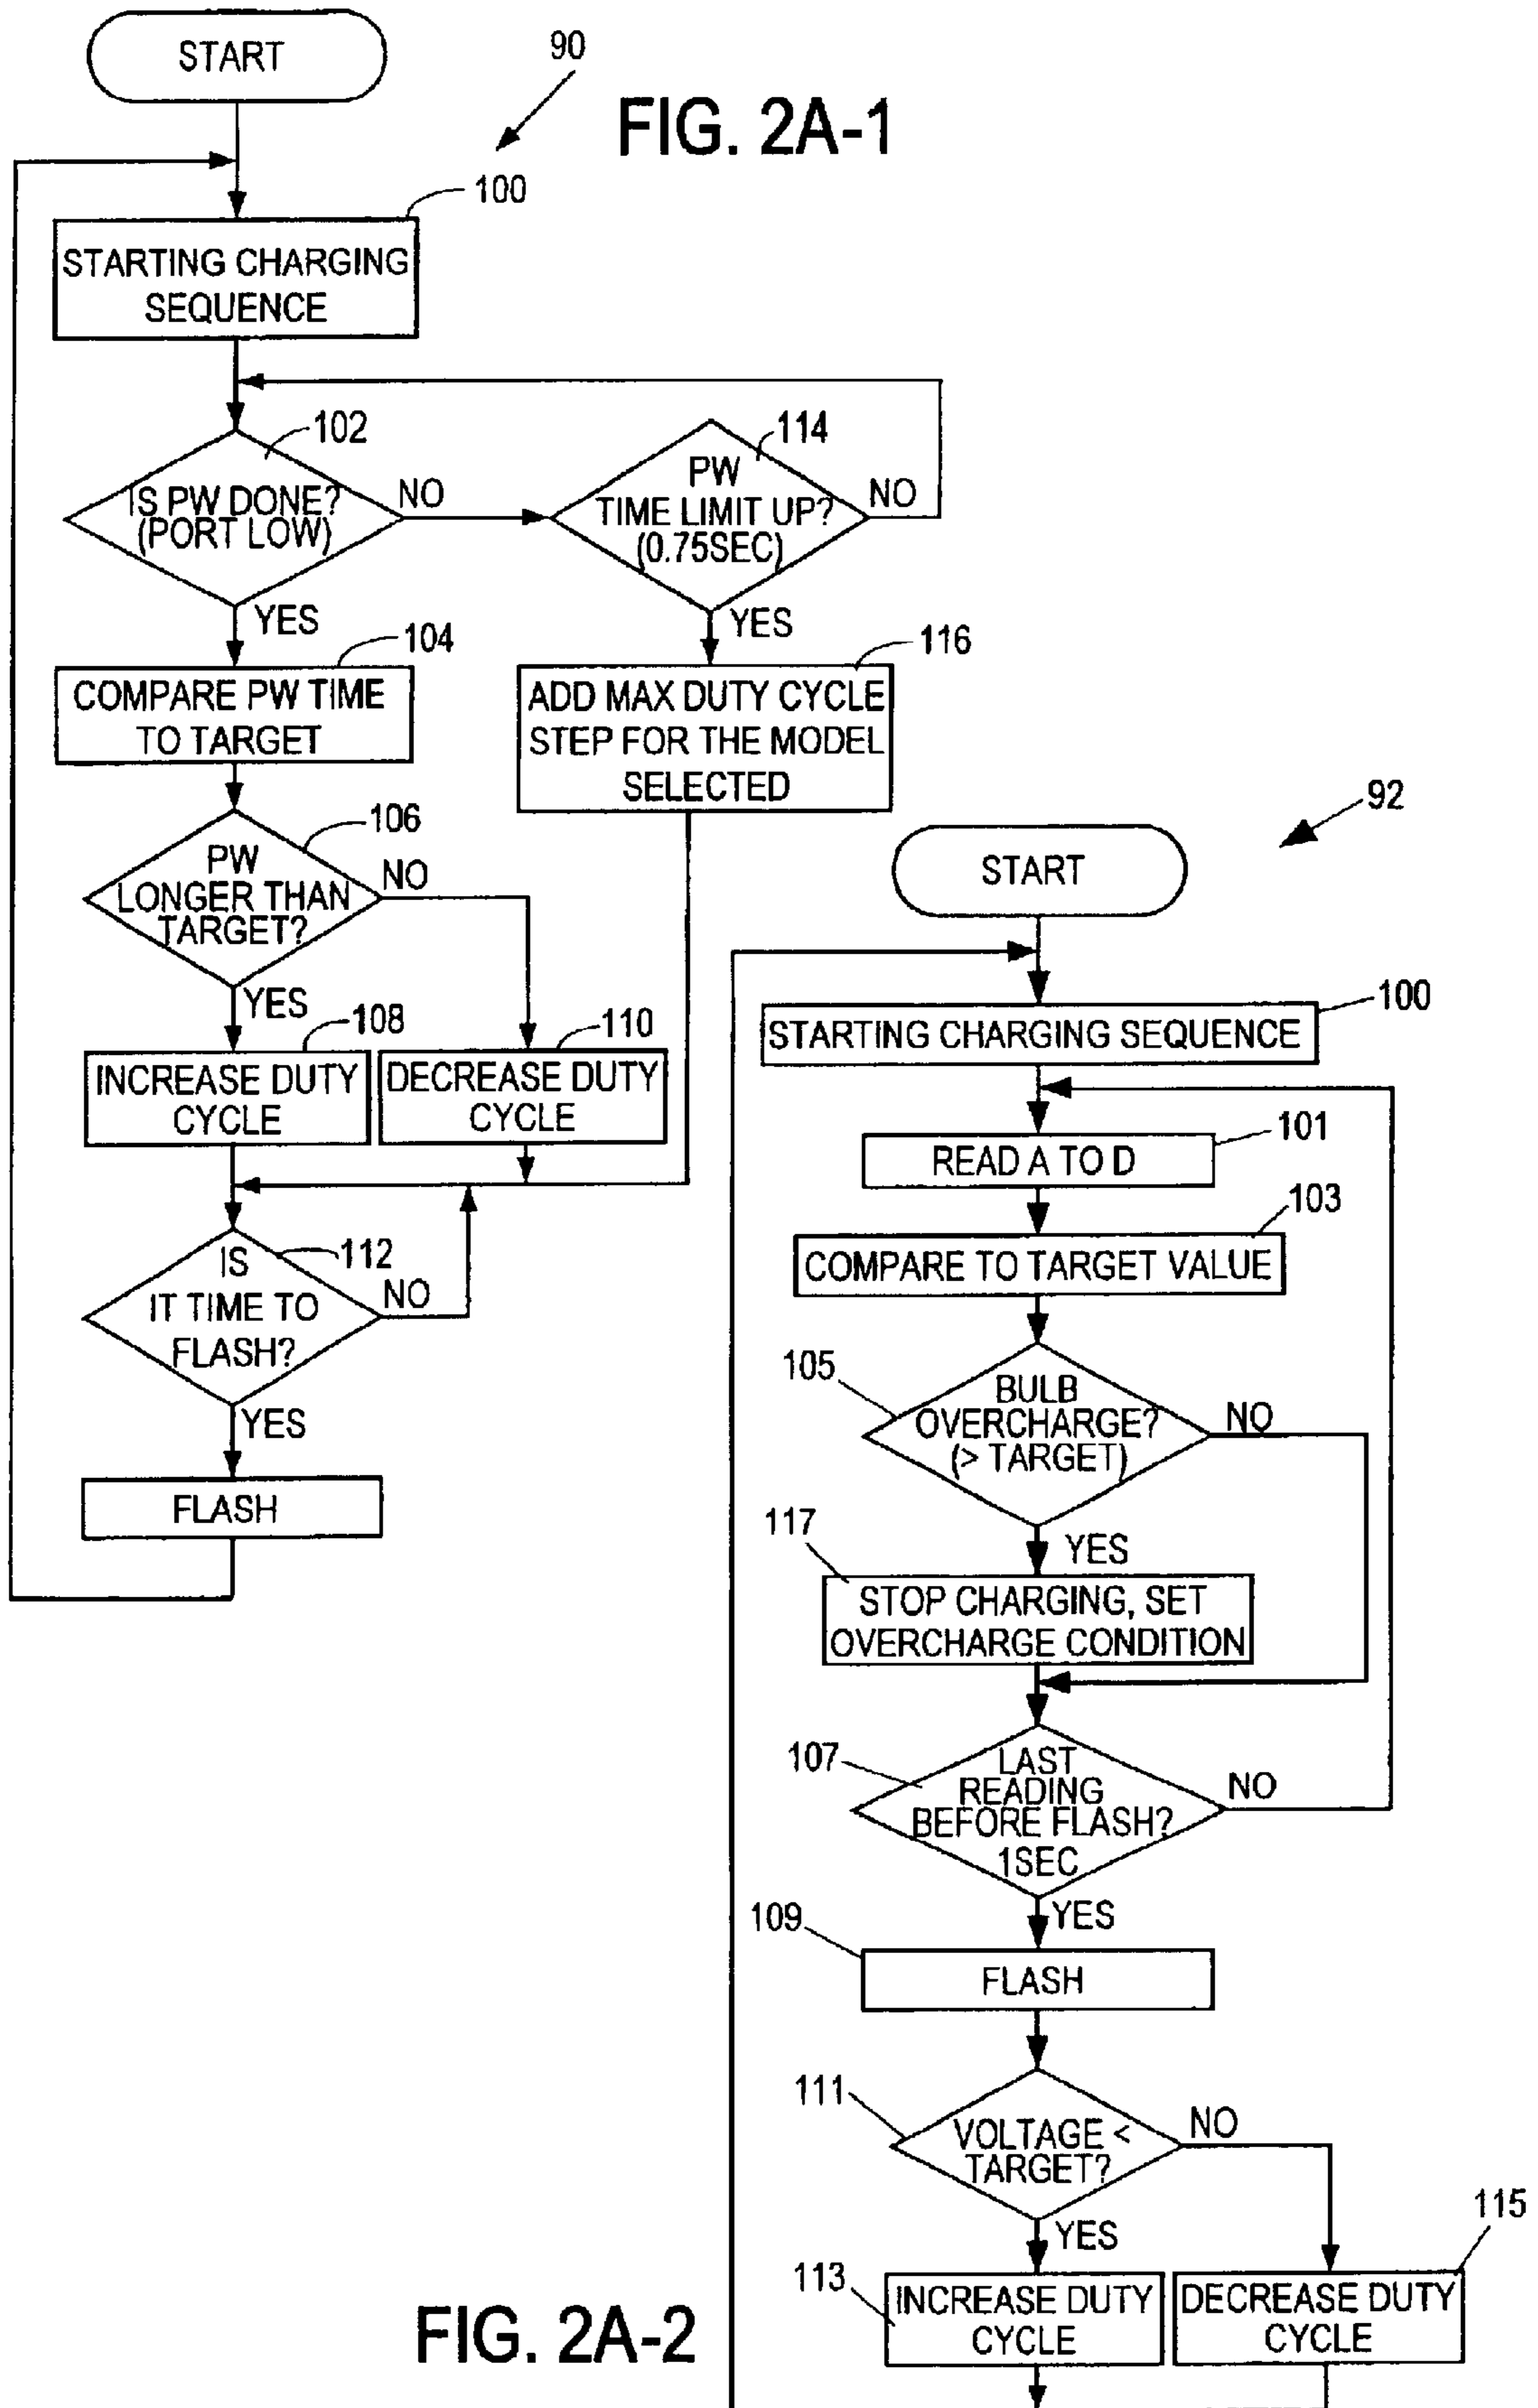 START
90
FIG. 2A-1
100
STARTING CHARGING
SEQUENCE
102
IS PW DONE?
(PORT LOW)
NO
114
PW
TIME LIMIT UP?
(0.75SEC)
NO
YES
YES
104
COMPARE PW TIME
TO TARGET
116
ADD MAX DUTY CYCLE
STEP FOR THE MODEL
SELECTED
106
PW
LONGER THAN
TARGET?
NO
YES
108
INCREASE DUTY
CYCLE
110
DECREASE DUTY
CYCLE
112
IS
IT TIME TO
FLASH?
NO
YES
FLASH
92
START
100
STARTING CHARGING SEQUENCE
101
READ A TO D
103
COMPARE TO TARGET VALUE
105
BULB
OVERCHARGE?
(> TARGET)
NO
YES
117
STOP CHARGING, SET
OVERCHARGE CONDITION
107
LAST
READING
BEFORE FLASH?
1SEC
NO
YES
109
FLASH
111
VOLTAGE <
TARGET?
NO
YES
113
INCREASE DUTY
CYCLE
115
DECREASE DUTY
CYCLE
FIG. 2A-2